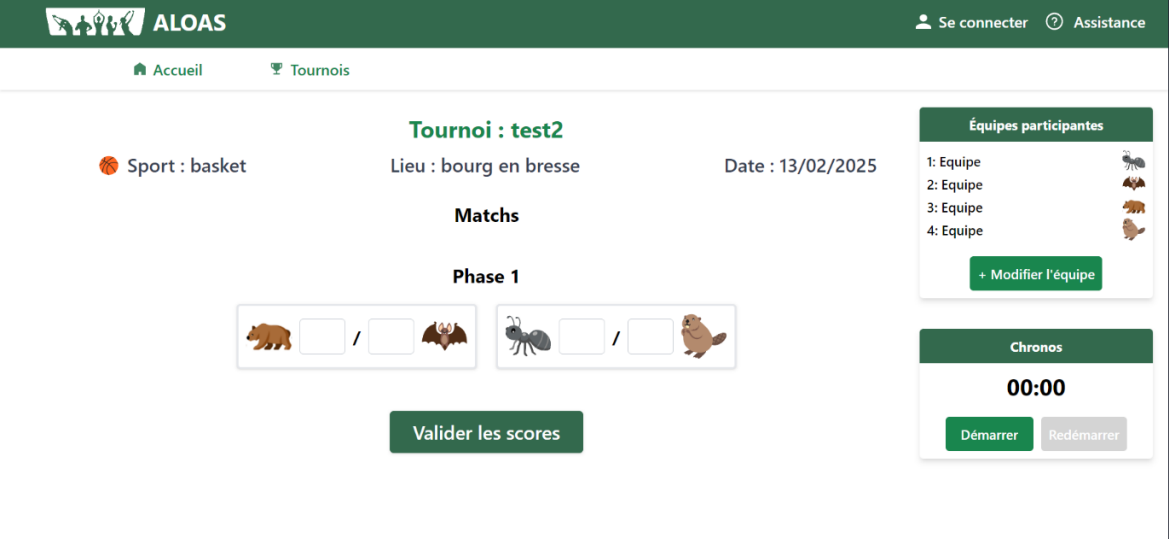 ALOAS
Se connecter
Assistance
Accueil
Tournois
Tournoi : test2
Sport : basket
Lieu : bourg en bresse
Date : 13/02/2025
Matchs
Phase 1
/
/
Valider les scores
Équipes participantes
1: Equipe
2: Equipe
3: Equipe
4: Equipe
+ Modifier l'équipe
Chronos
00:00
Démarrer
Redémarrer